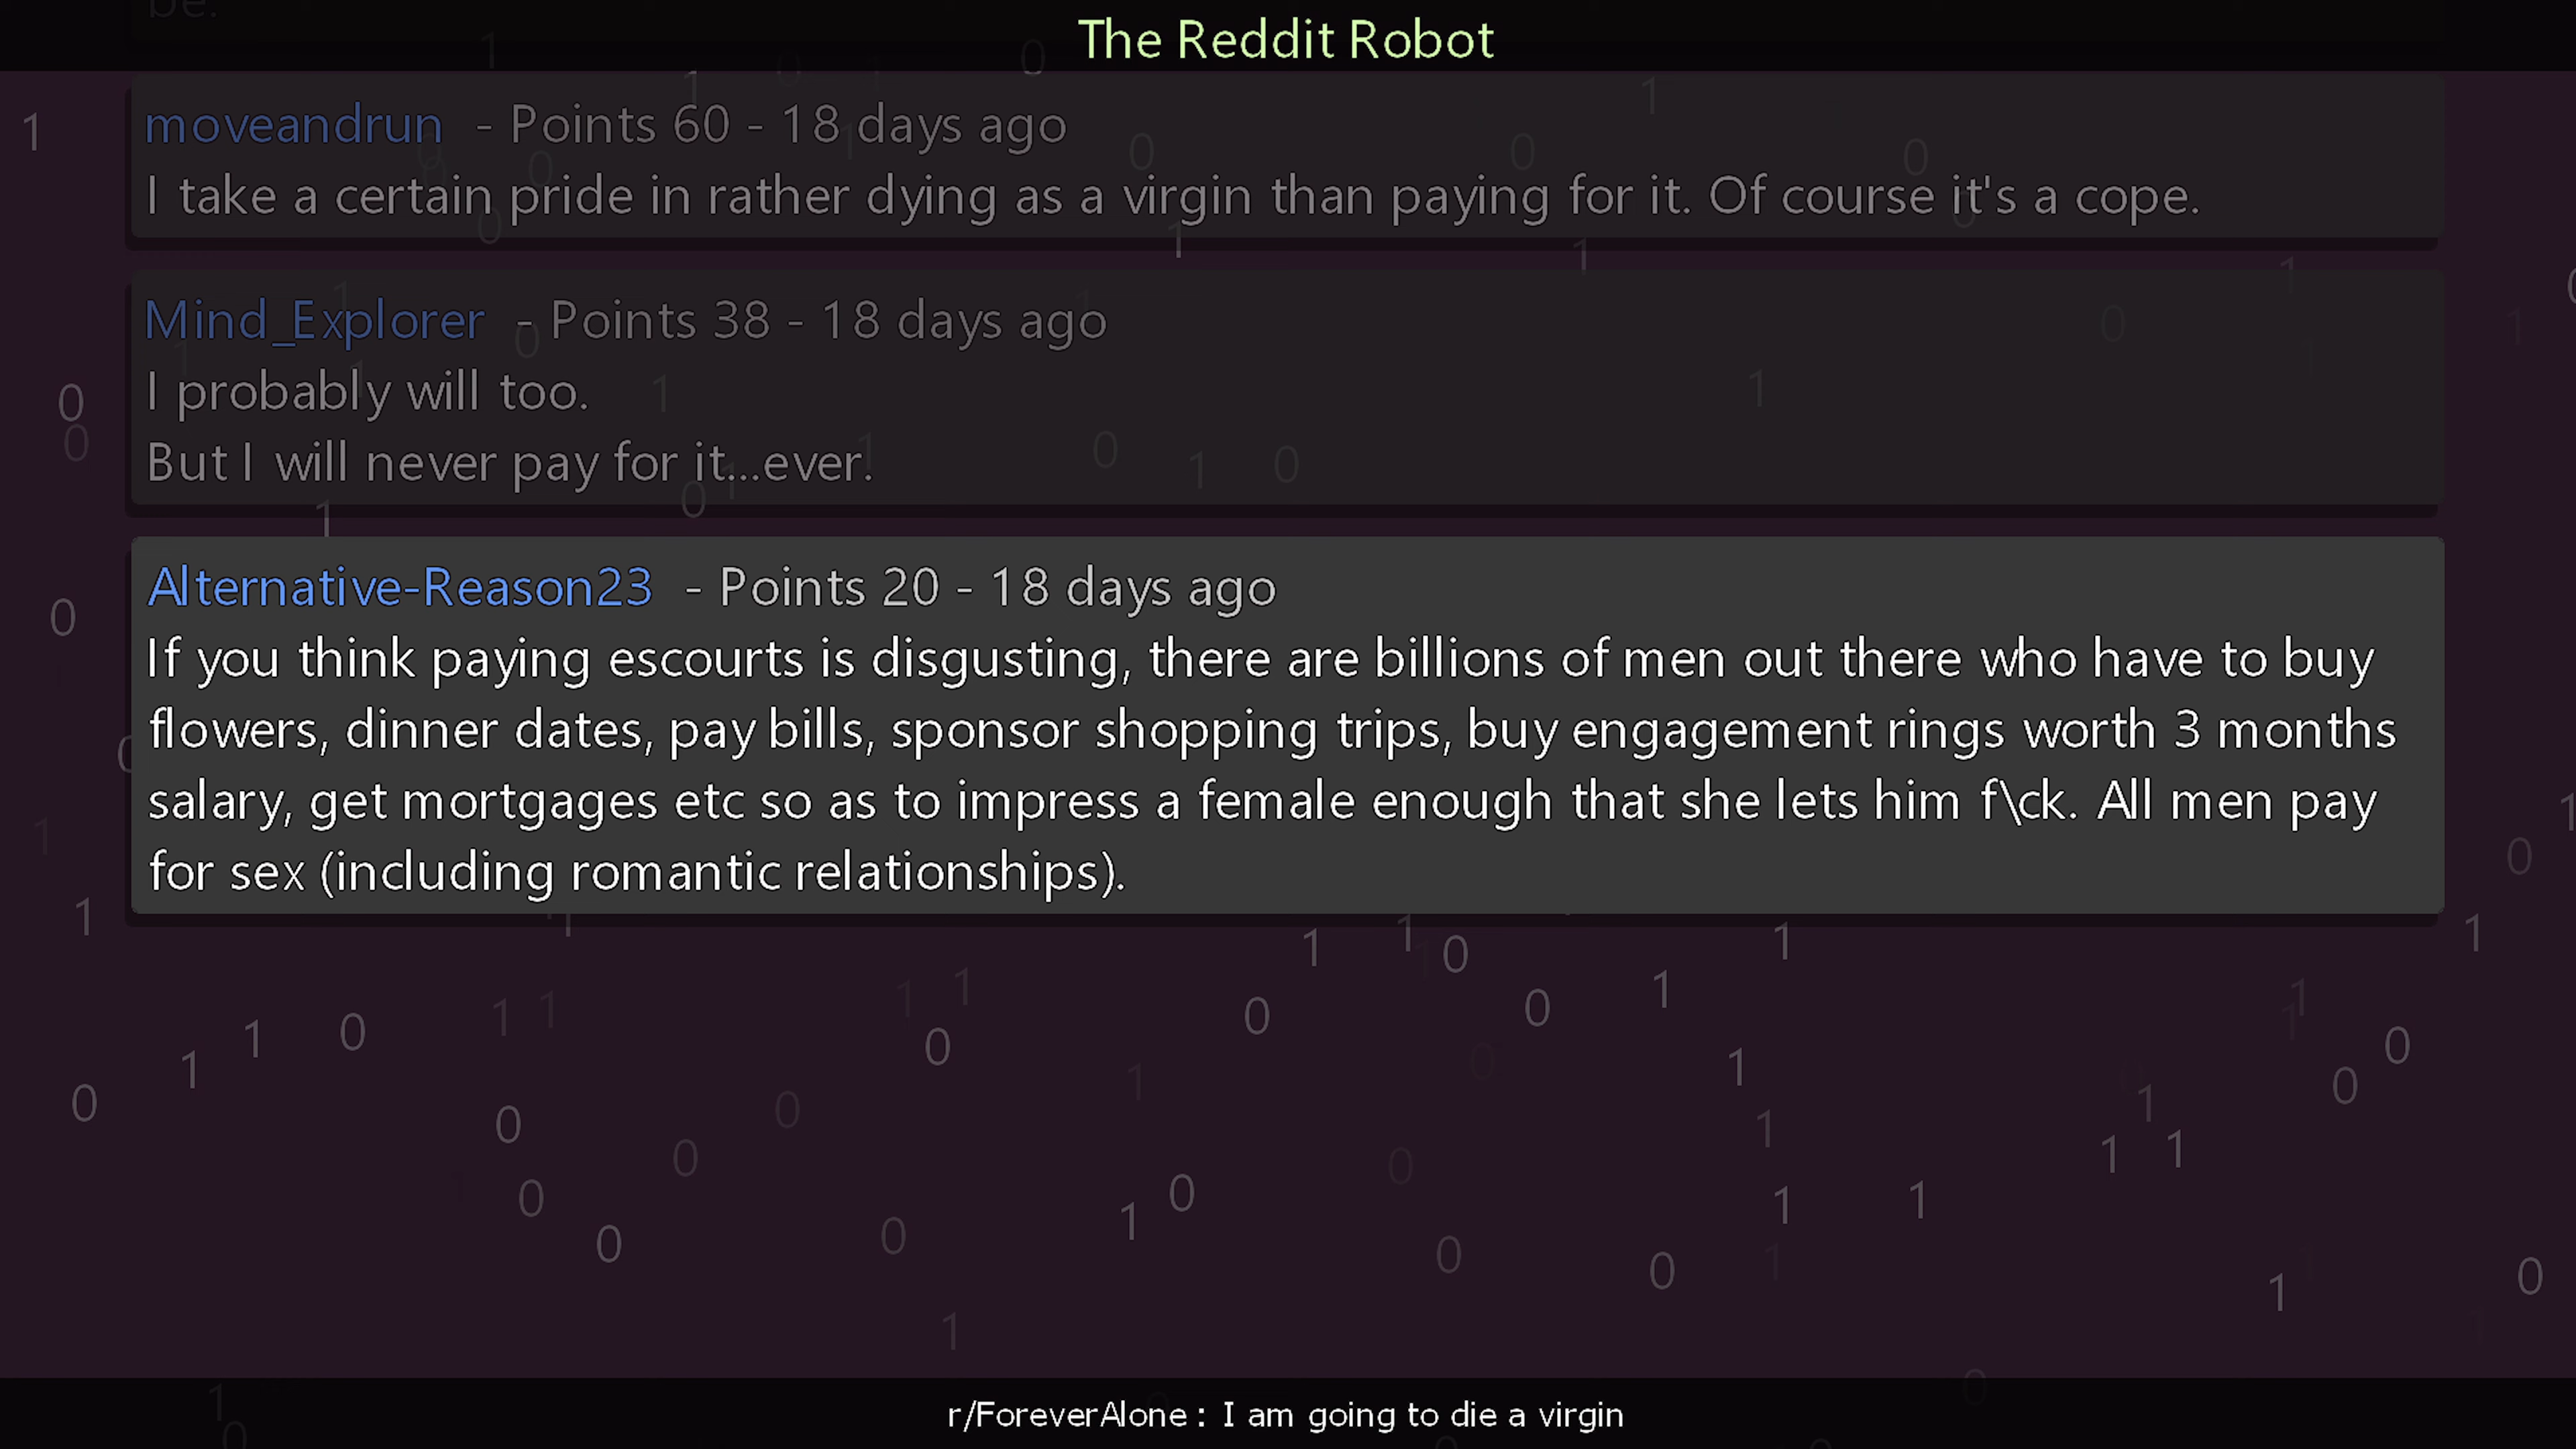 be.
The Reddit Robot
moveandrun - Points 60 - 18 days ago
I take a certain pride in rather dying as a virgin than paying for it. Of course it's a cope.
Mind_Explorer - Points 38 - 18 days ago
I probably will too.
But I will never pay for it...ever.
Alternative-Reason23 - Points 20 - 18 days ago
If you think paying escourts is disgusting, there are billions of men out there who have to buy
flowers, dinner dates, pay bills, sponsor shopping trips, buy engagement rings worth 3 months
salary, get mortgages etc so as to impress a female enough that she lets him f\ck. All men pay
for sex (including romantic relationships).
r/ForeverAlone : I am going to die a virgin